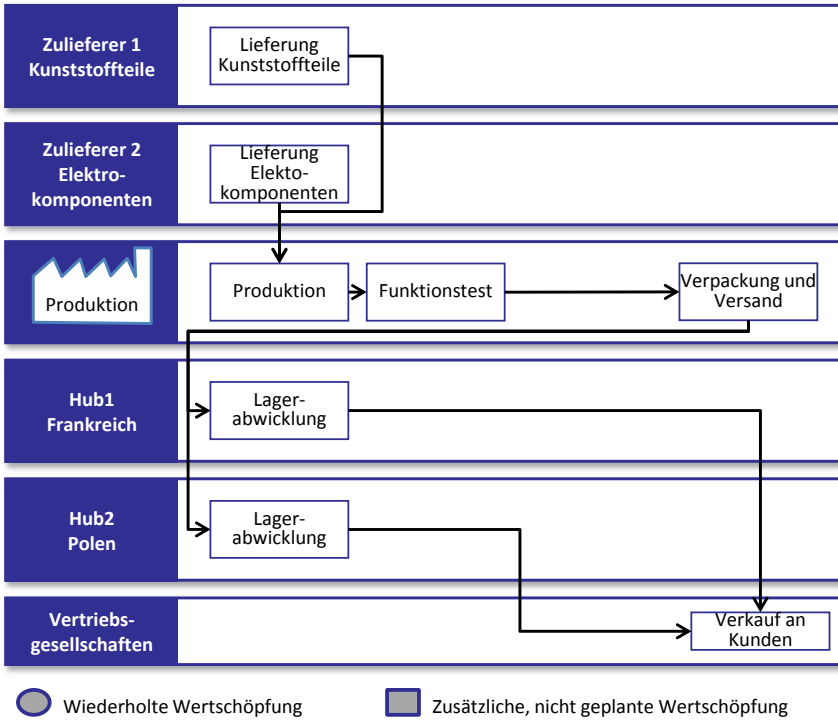 Zulieferer 1
Kunststoffteile
Lieferung
Kunststoffteile
Zulieferer 2
Elektro-
komponenten
Lieferung
Elekto-
komponenten
Produktion
Produktion
Funktionstest
Verpackung und
Versand
Hub1
Frankreich
Lager-
abwicklung
Hub2
Polen
Lager-
abwicklung
Vertriebs-
gesellschaften
Verkauf an
Kunden
Wiederholte Wertschöpfung
Zusätzliche, nicht geplante Wertschöpfung